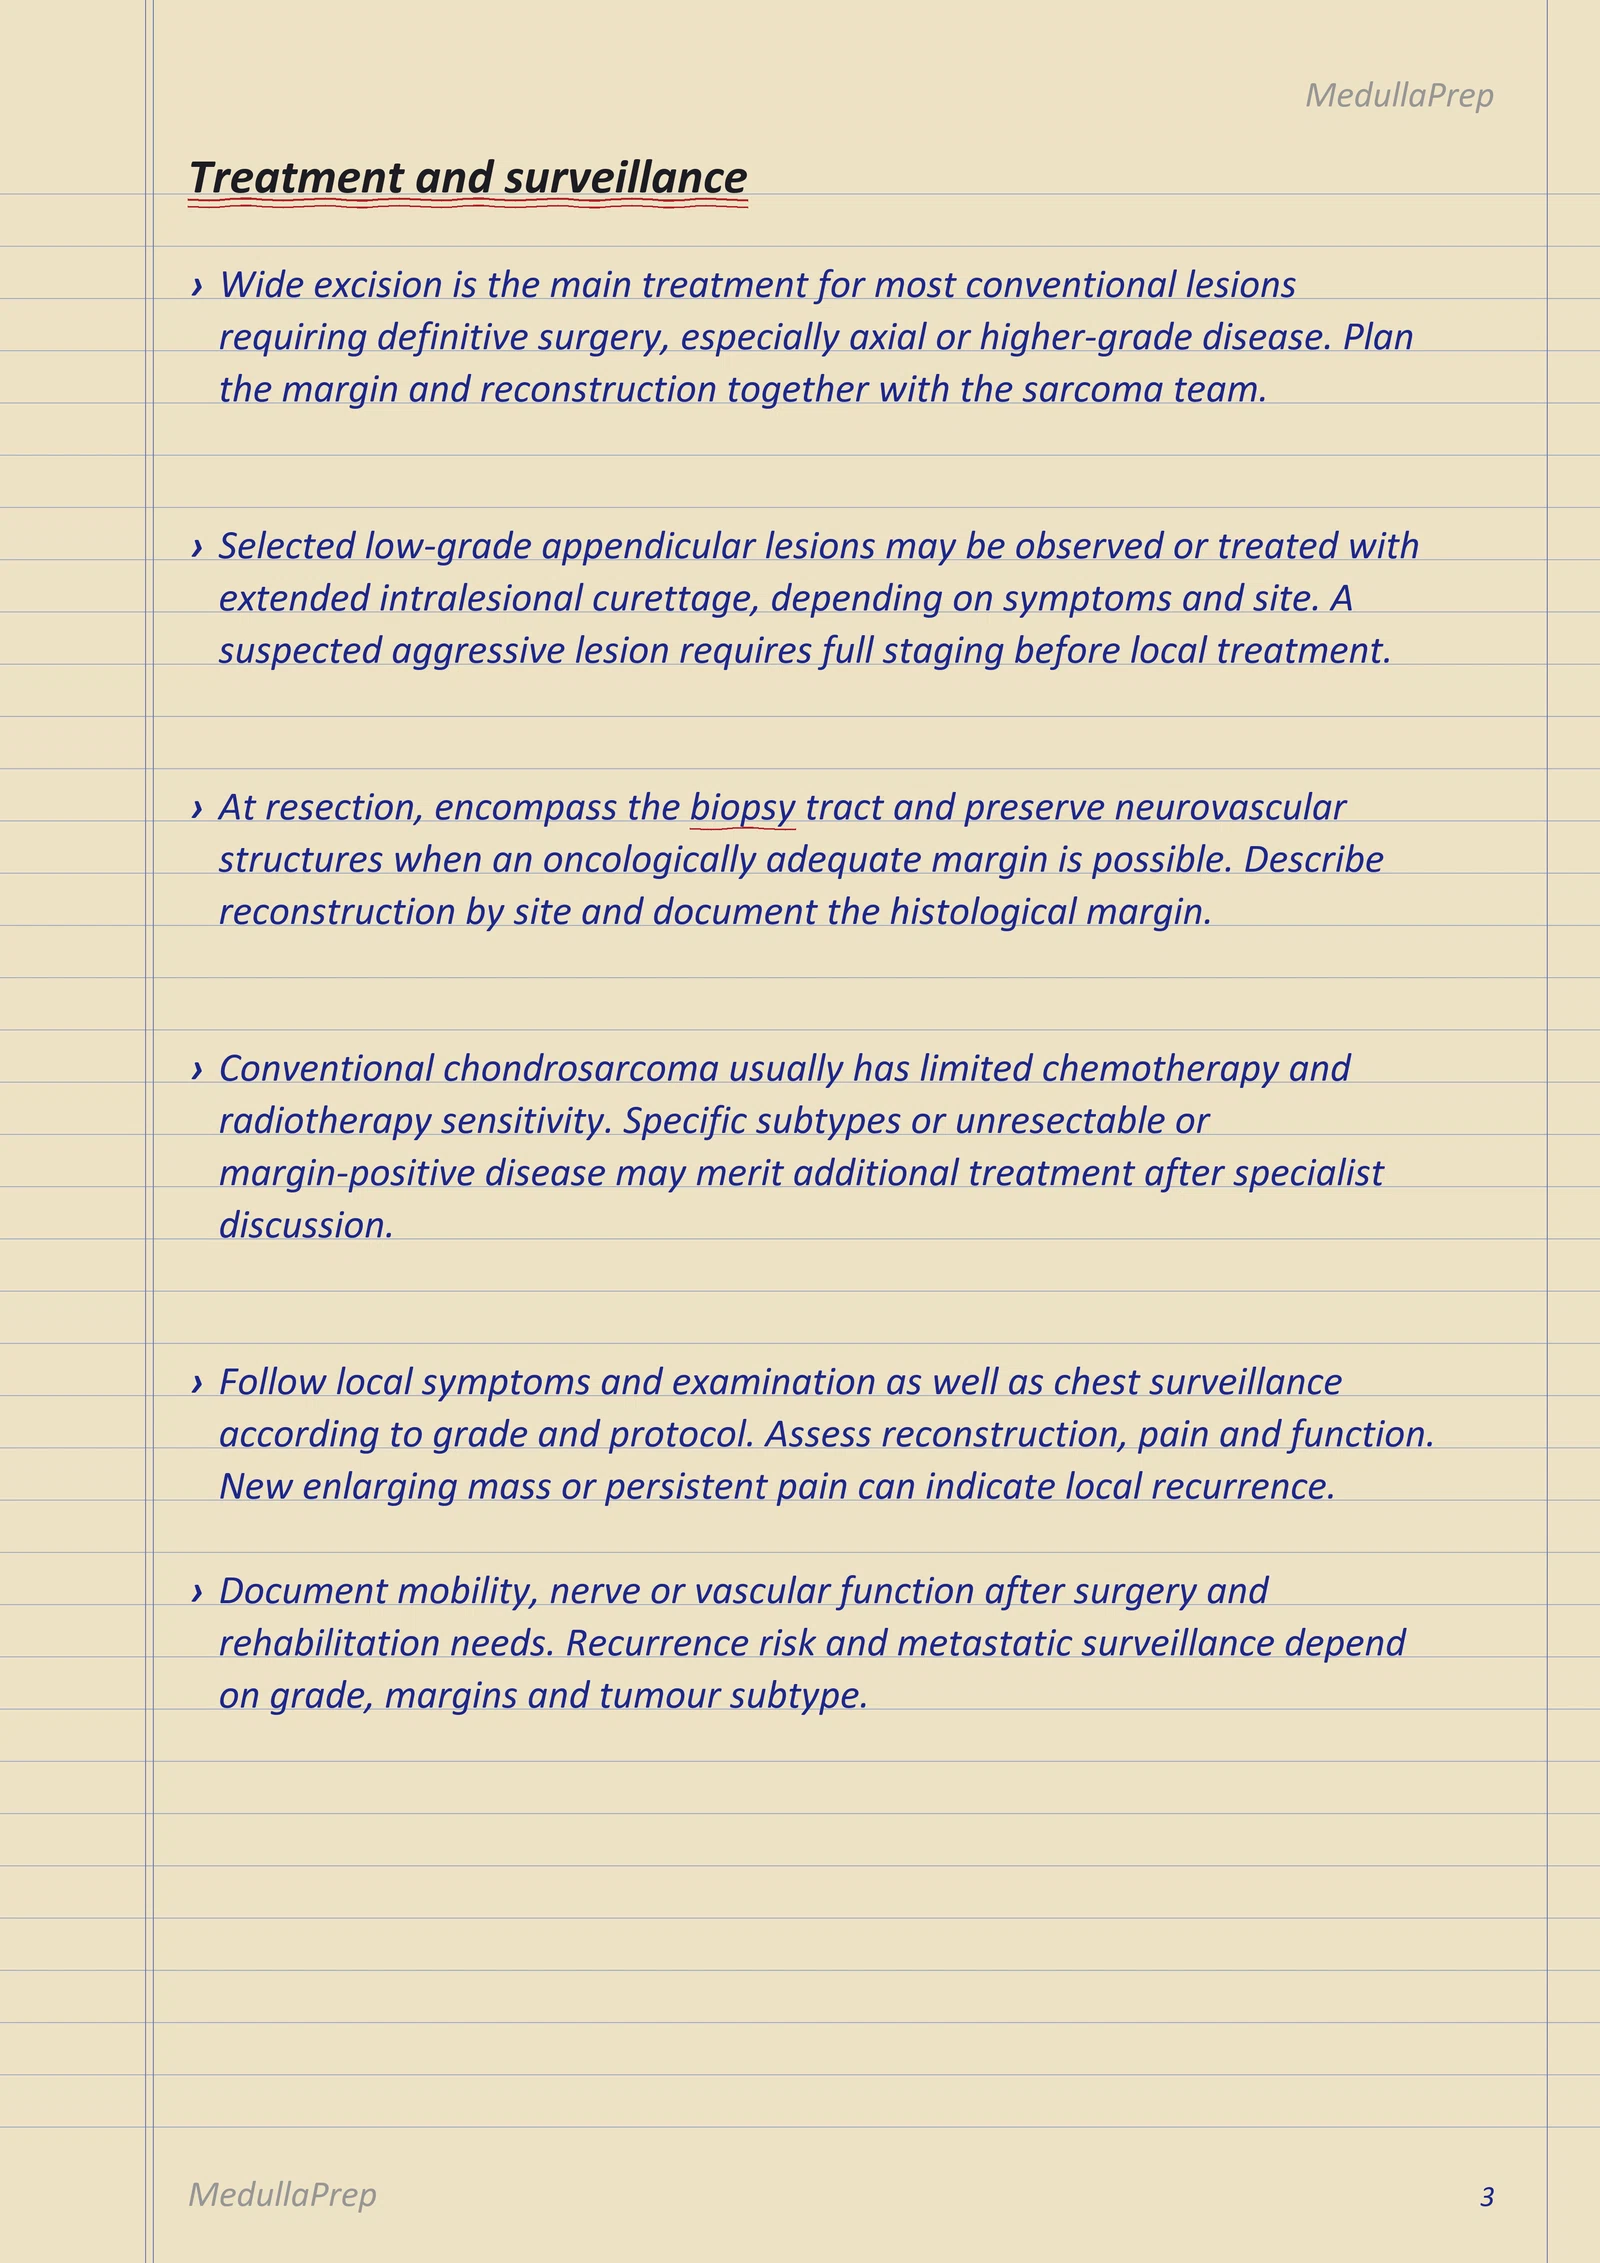 MedullaPrep
Treatment and surveillance
› Wide excision is the main treatment for most conventional lesions
requiring definitive surgery, especially axial or higher-grade disease. Plan
the margin and reconstruction together with the sarcoma team.
› Selected low-grade appendicular lesions may be observed or treated with
extended intralesional curettage, depending on symptoms and site. A
suspected aggressive lesion requires full staging before local treatment.
› At resection, encompass the biopsy tract and preserve neurovascular
structures when an oncologically adequate margin is possible. Describe
reconstruction by site and document the histological margin.
› Conventional chondrosarcoma usually has limited chemotherapy and
radiotherapy sensitivity. Specific subtypes or unresectable or
margin-positive disease may merit additional treatment after specialist
discussion.
› Follow local symptoms and examination as well as chest surveillance
according to grade and protocol. Assess reconstruction, pain and function.
New enlarging mass or persistent pain can indicate local recurrence.
› Document mobility, nerve or vascular function after surgery and
rehabilitation needs. Recurrence risk and metastatic surveillance depend
on grade, margins and tumour subtype.
MedullaPrep
3